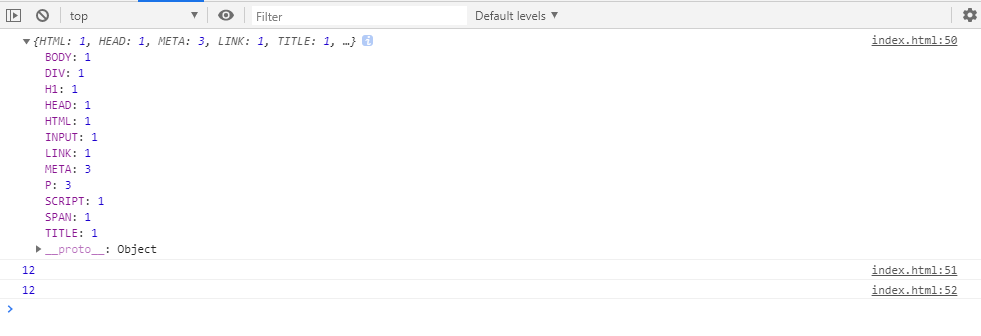 top ▼ Filter Default levels ▼
▼{HTML: 1, HEAD: 1, META: 3, LINK: 1, TITLE: 1, …} i index.html:50
BODY: 1
DIV: 1
H1: 1
HEAD: 1
HTML: 1
INPUT: 1
LINK: 1
META: 3
P: 3
SCRIPT: 1
SPAN: 1
TITLE: 1
▶ __proto__: Object
12 index.html:51
12 index.html:52
>